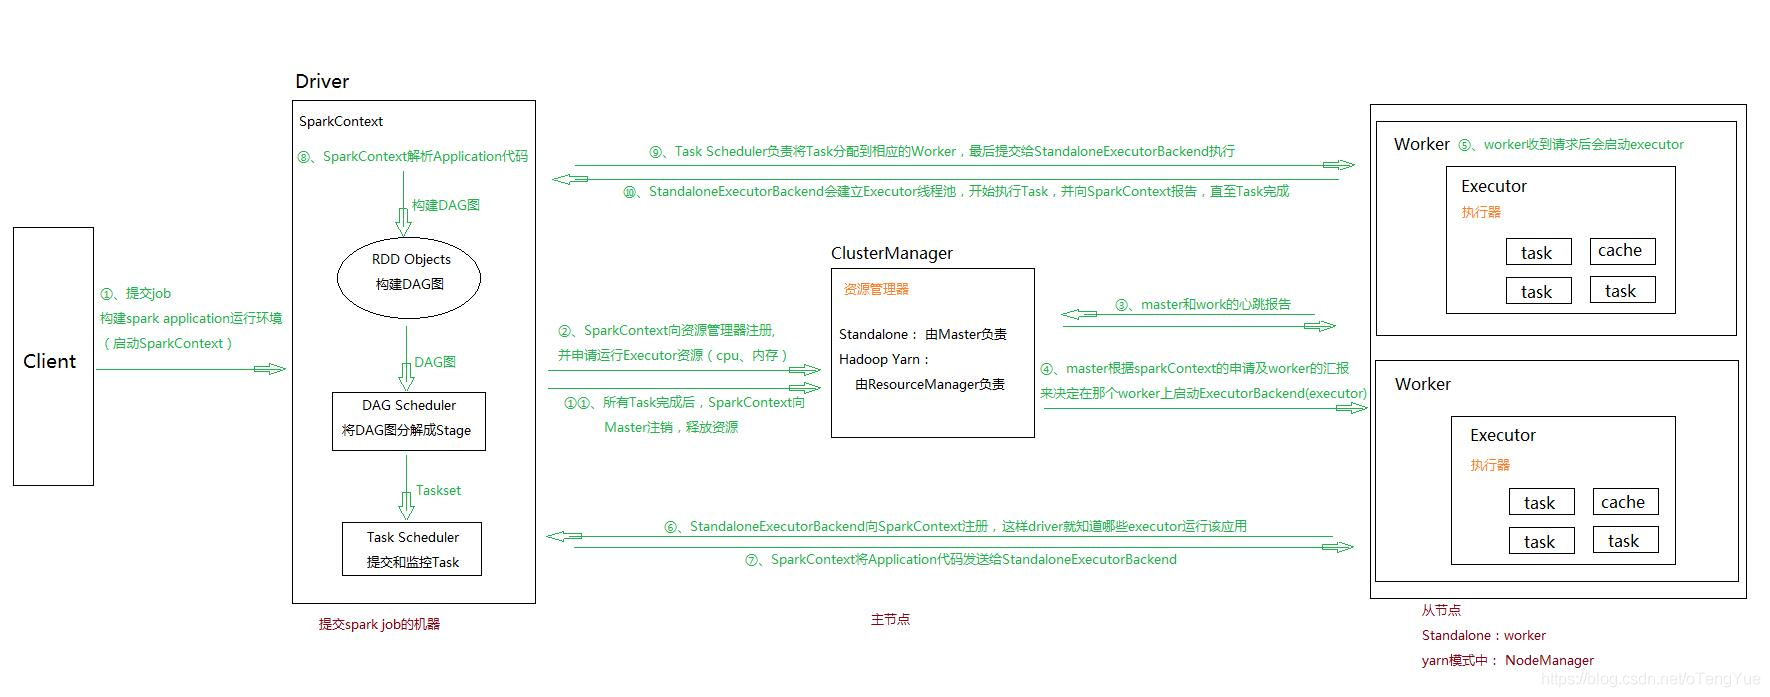 Driver
SparkContext
⑧、SparkContext解析Application代码
构建DAG图
RDD Objects
构建DAG图
DAG图
DAG Scheduler
将DAG图分解成Stage
Taskset
Task Scheduler
提交和监控Task
提交spark job的机器
Client
①、提交job
构建spark application运行环境
（启动SparkContext）
②、SparkContext向资源管理器注册,
并申请运行Executor资源（cpu、内存）
①①、所有Task完成后，SparkContext向
Master注销，释放资源
⑨、Task Scheduler负责将Task分配到相应的Worker，最后提交给StandaloneExecutorBackend执行
⑩、StandaloneExecutorBackend会建立Executor线程池，开始执行Task，并向SparkContext报告，直至Task完成
ClusterManager
资源管理器
Standalone： 由Master负责
Hadoop Yarn：
由ResourceManager负责
③、master和work的心跳报告
④、master根据sparkContext的申请及worker的汇报
来决定在那个worker上启动ExecutorBackend(executor)
⑥、StandaloneExecutorBackend向SparkContext注册，这样driver就知道哪些executor运行该应用
⑦、SparkContext将Application代码发送给StandaloneExecutorBackend
主节点
Worker
⑤、worker收到请求后会启动executor
Executor
执行器
task
cache
task
task
Worker
Executor
执行器
task
cache
task
task
从节点
Standalone：worker
yarn模式中： NodeManager
https://blog.csdn.net/oTengYue